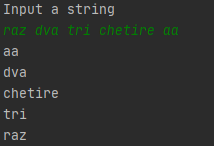 Input a string
raz dva tri chetire aa
aa
dva
chetire
tri
raz